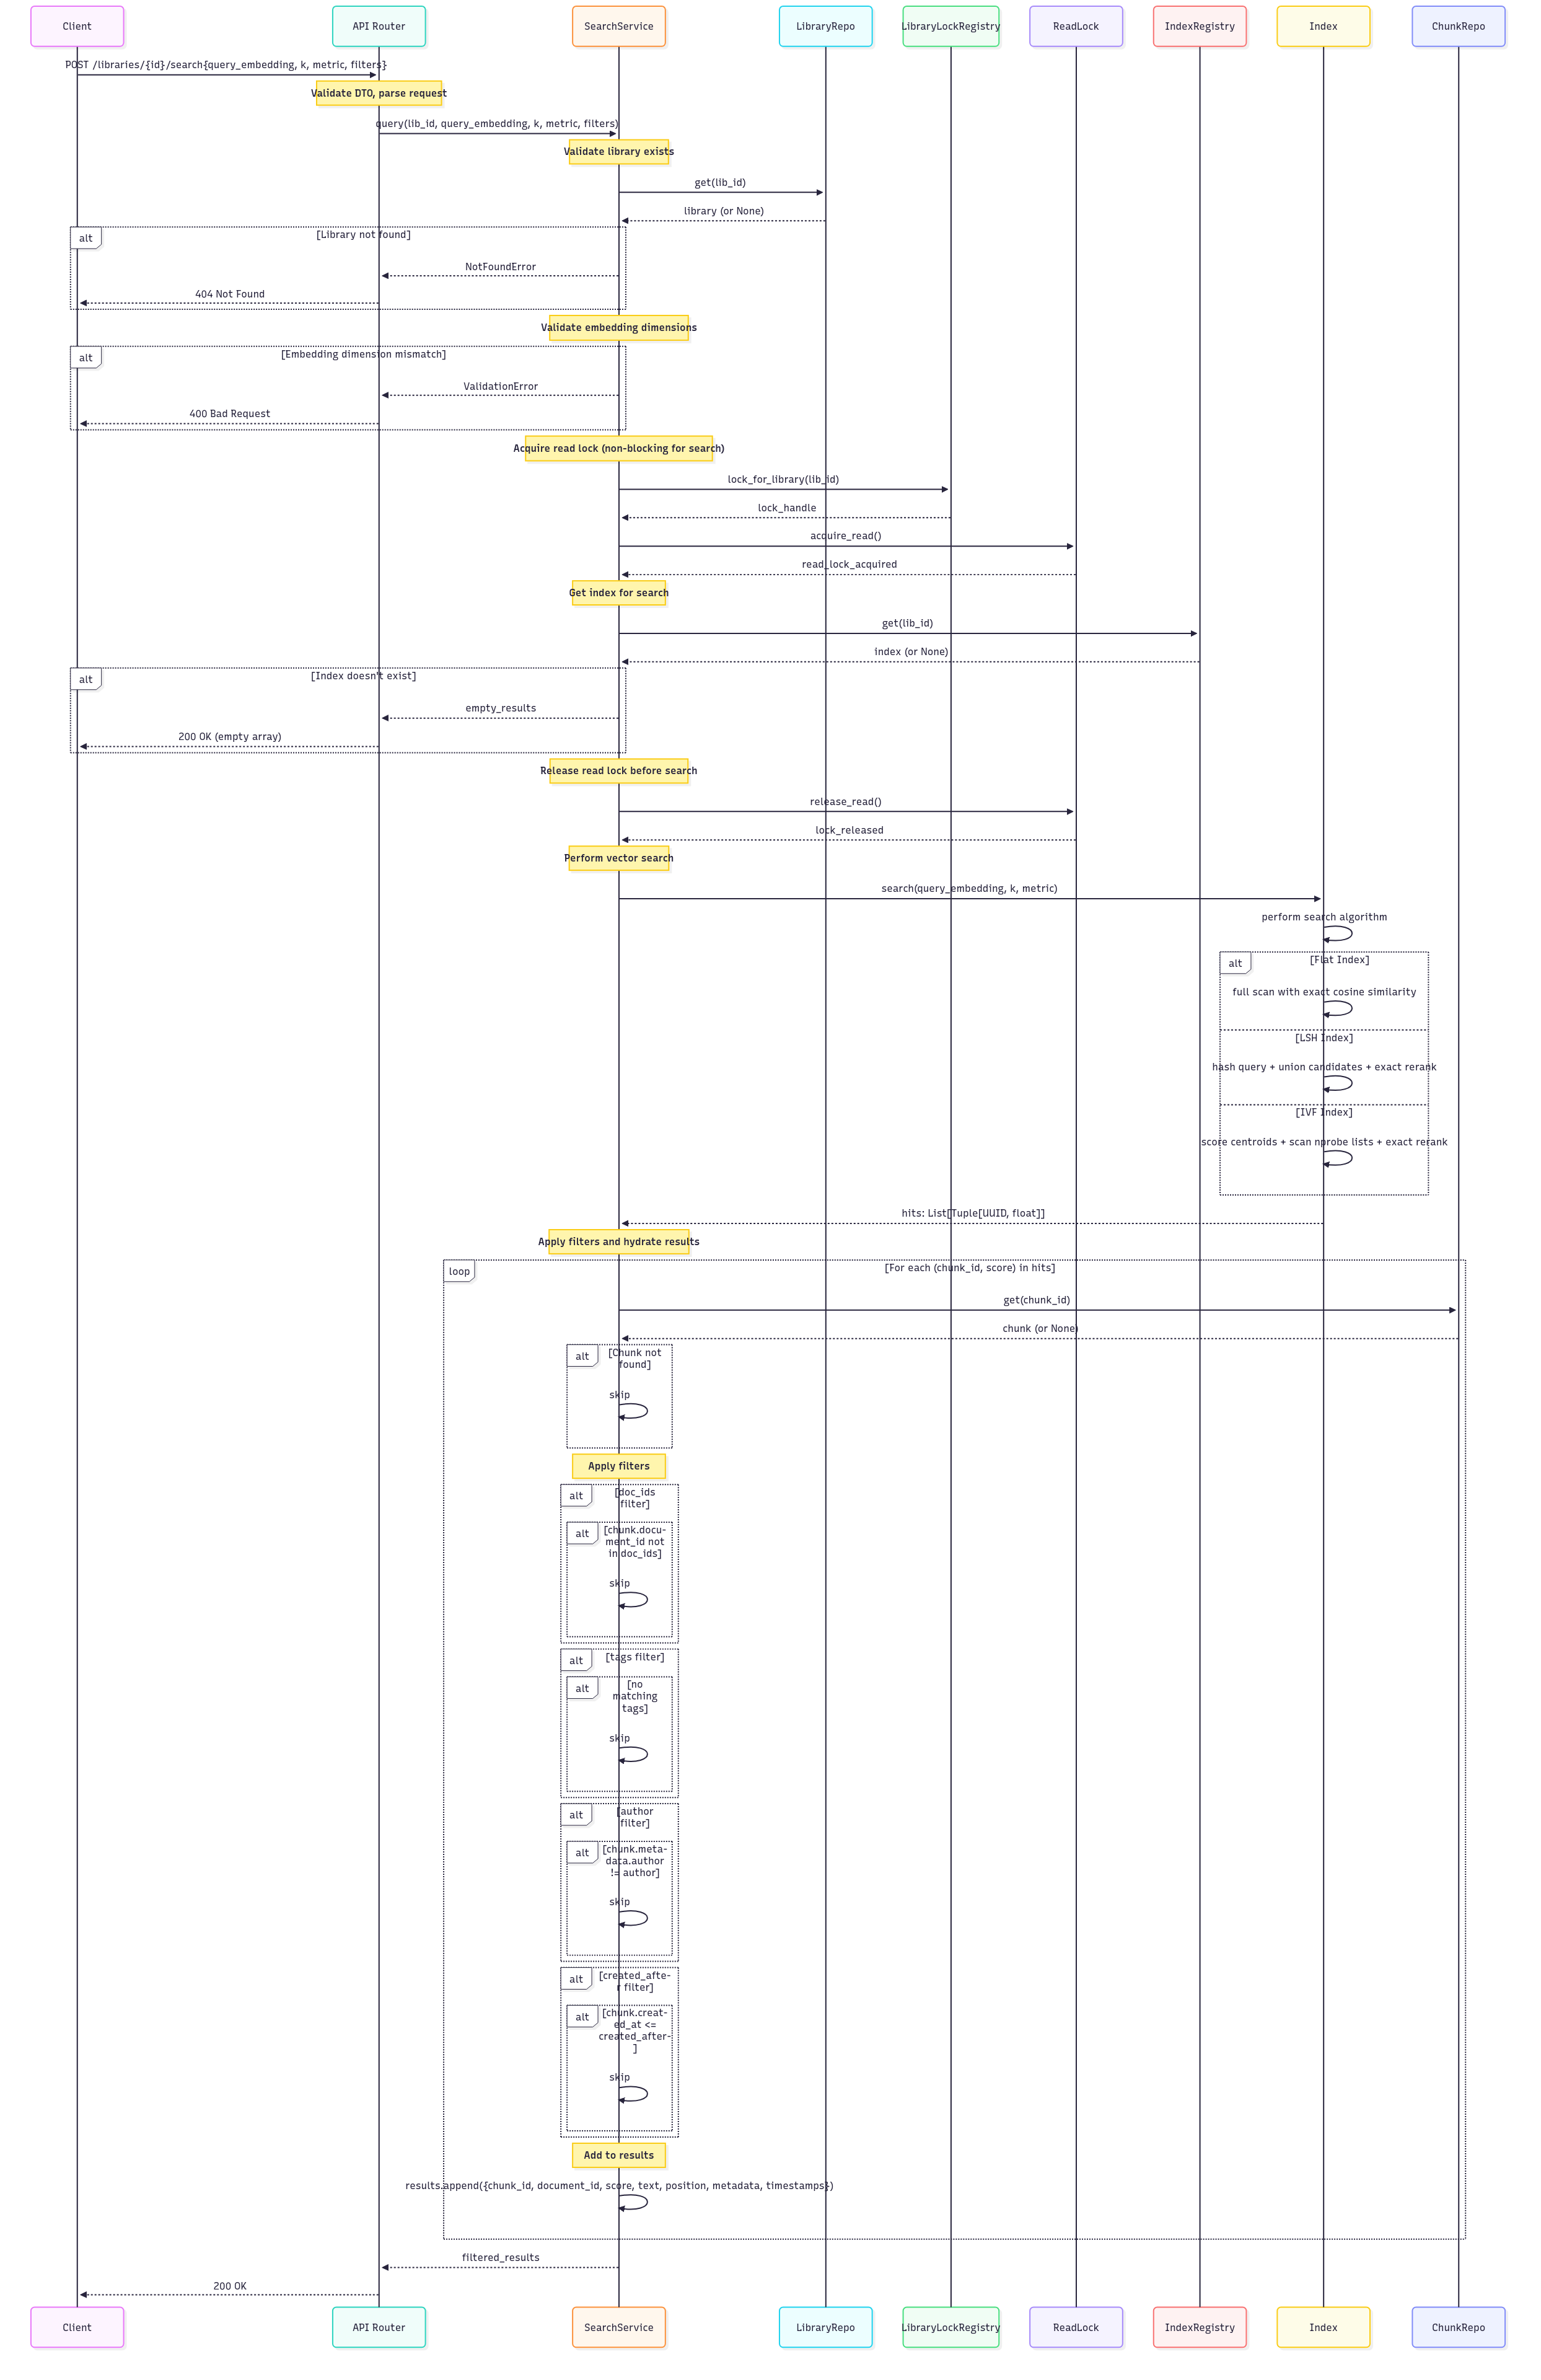 Client
API Router
SearchService
LibraryRepo
LibraryLockRegistry
ReadLock
IndexRegistry
Index
ChunkRepo
POST /libraries/{id}/search{query_embedding, k, metric, filters}
Validate DTO, parse request
query(lib_id, query_embedding, k, metric, filters)
Validate library exists
get(lib_id)
library (or None)
alt
[Library not found]
NotFoundError
404 Not Found
Validate embedding dimensions
alt
[Embedding dimension mismatch]
ValidationError
400 Bad Request
Acquire read lock (non-blocking for search)
lock_for_library(lib_id)
lock_handle
acquire_read()
read_lock_acquired
Get index for search
get(lib_id)
index (or None)
alt
[Index doesn't exist]
empty_results
200 OK (empty array)
Release read lock before search
release_read()
lock_released
Perform vector search
search(query_embedding, k, metric)
perform search algorithm
alt
[Flat Index]
full scan with exact cosine similarity
[LSH Index]
hash query + union candidates + exact rerank
[IVF Index]
score centroids + scan nprobe lists + exact rerank
hits: List[Tuple[UUID, float]]
Apply filters and hydrate results
loop
[For each (chunk_id, score) in hits]
get(chunk_id)
chunk (or None)
alt
[Chunk not
found]
skip
Apply filters
alt
[doc_ids
filter]
alt
[chunk.docu-
ment_id not
in doc_ids]
skip
alt
[tags filter]
alt
[no
matching
tags]
skip
alt
[author
filter]
alt
[chunk.meta-
data.author
!= author]
skip
alt
[created_afte-
r filter]
alt
[chunk.creat-
ed_at <=
created_after-
]
skip
Add to results
results.append({chunk_id, document_id, score, text, position, metadata, timestamps})
filtered_results
200 OK
Client
API Router
SearchService
LibraryRepo
LibraryLockRegistry
ReadLock
IndexRegistry
Index
ChunkRepo